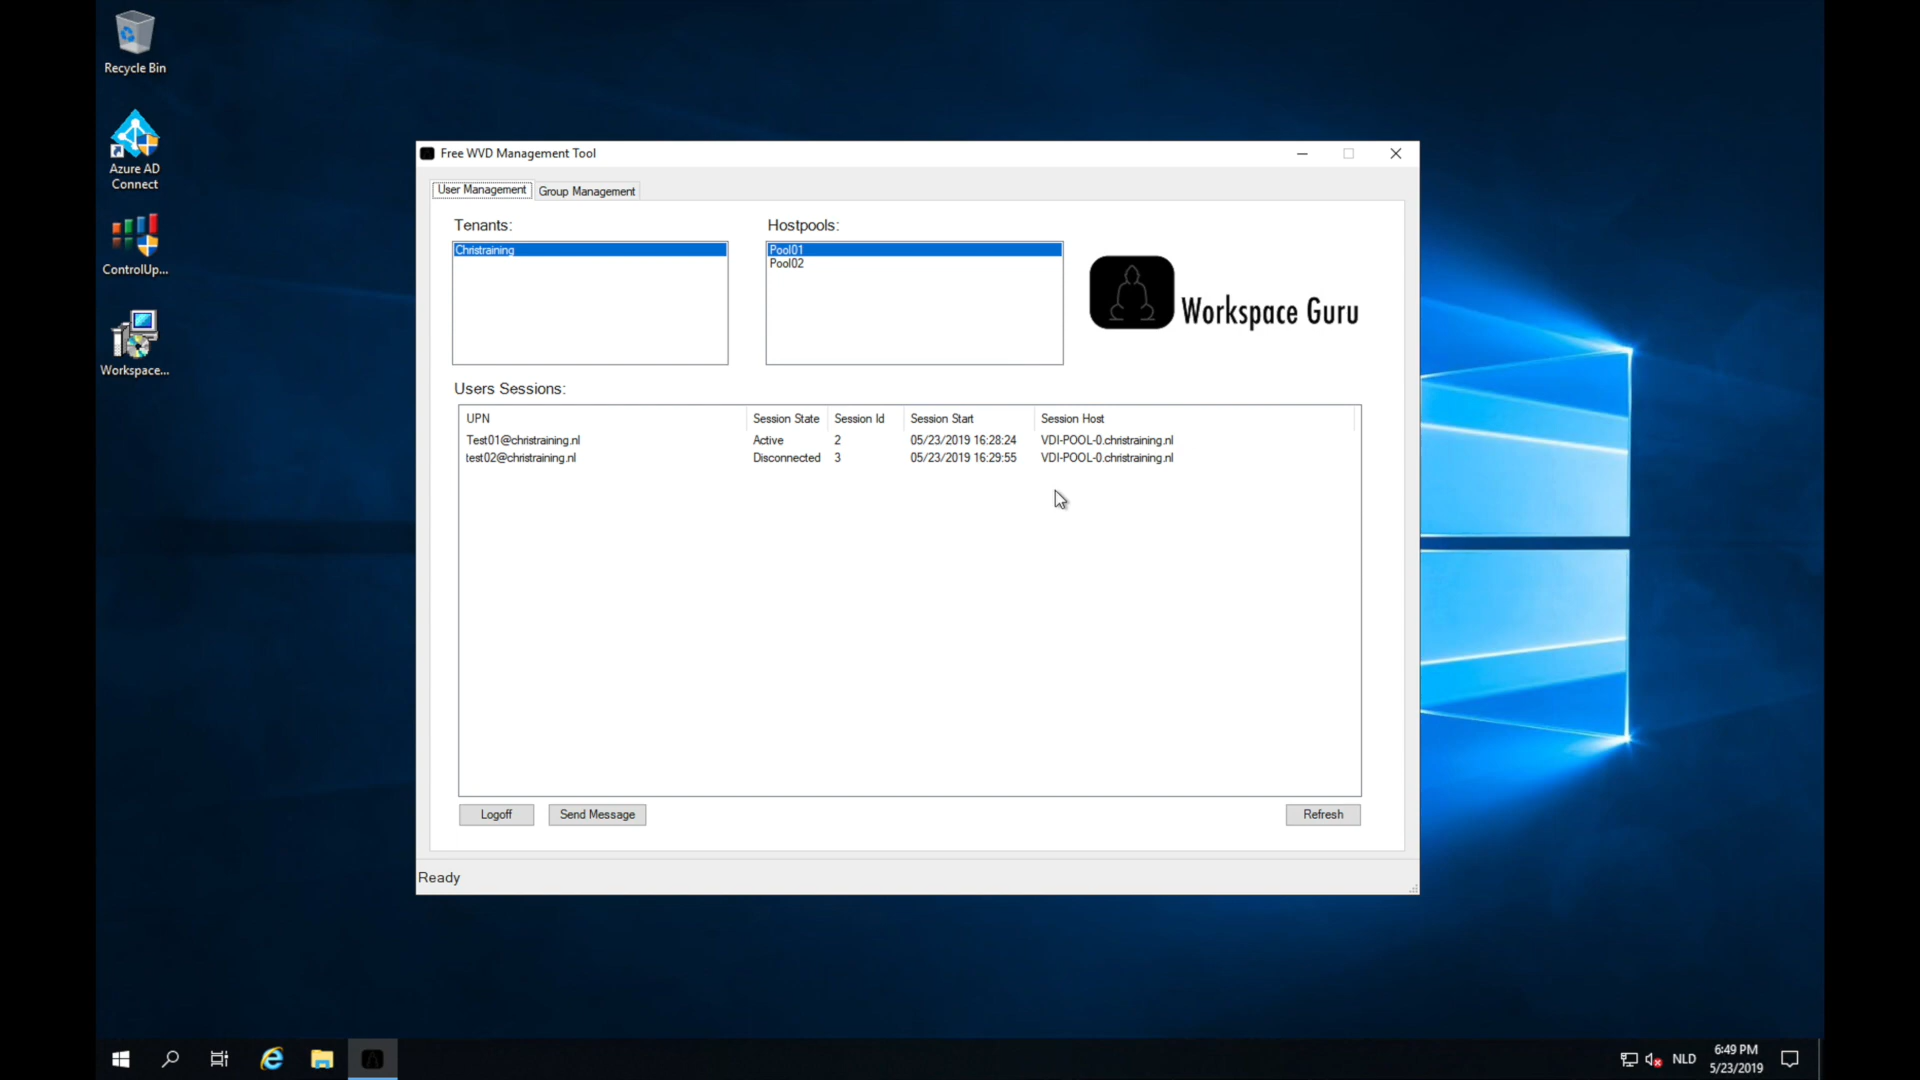 Recycle Bin
Azure AD
Connect
ControlUp...
Workspace...
Free WVD Management Tool
User Management
Group Management
Tenants:
Christraining
Hostpools:
Pool01
Pool02
Workspace Guru
Users Sessions:
UPN Session State Session Id Session Start Session Host
Test01@christraining.nl Active 2 05/23/2019 16:28:24 VDI-POOL-0.christraining.nl
test02@christraining.nl Disconnected 3 05/23/2019 16:29:55 VDI-POOL-0.christraining.nl
Logoff
Send Message
Refresh
Ready
NLD
6:49 PM
5/23/2019